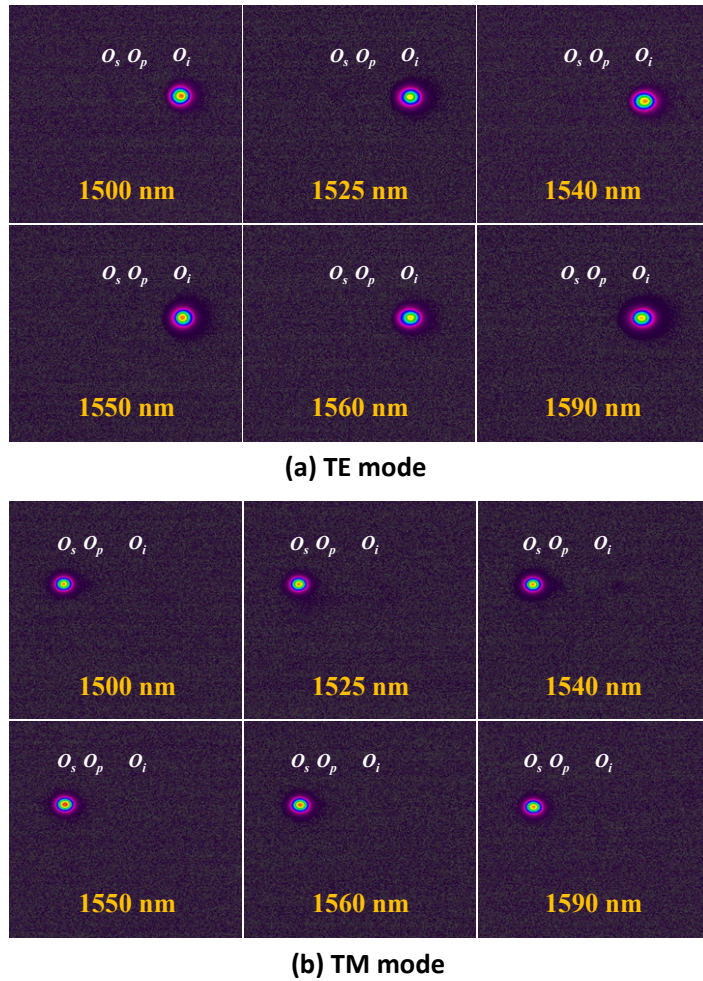 O_s O_p O_i O_s O_p O_i O_s O_p O_i
1500 nm 1525 nm 1540 nm
O_s O_p O_i O_s O_p O_i O_s O_p O_i
1550 nm 1560 nm 1590 nm
(a) TE mode
O_s O_p O_i O_s O_p O_i O_s O_p O_i
1500 nm 1525 nm 1540 nm
O_s O_p O_i O_s O_p O_i O_s O_p O_i
1550 nm 1560 nm 1590 nm
(b) TM mode